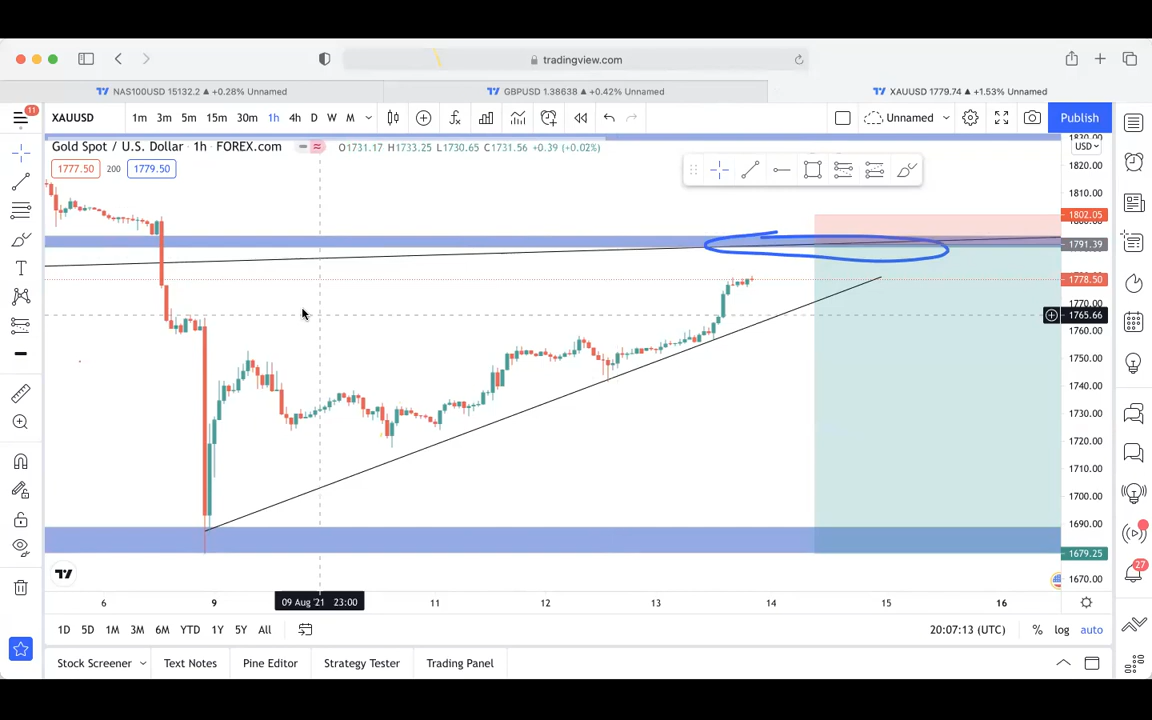 tradingview.com
NAS100USD 15132.2 ▲ +0.28% Unnamed
GBPUSD 1.38638 ▲ +0.42% Unnamed
XAUUSD 1779.74 ▲ +1.53% Unnamed
11
XAUUSD 1m 3m 5m 15m 30m 1h 4h D W M Unnamed Publish
Gold Spot / U.S. Dollar · 1h · FOREX.com O1731.17 H1733.25 L1730.65 C1731.56 +0.39 (+0.02%)
1777.50 200 1779.50
USD
1820.00
1810.00
1802.05
1791.39
1778.50
1770.00
1765.66
1760.00
1750.00
1740.00
1730.00
1720.00
1710.00
1700.00
1690.00
1679.25
1670.00
27
6 9 09 Aug '21 23:00 11 12 13 14 15 16
1D 5D 1M 3M 6M YTD 1Y 5Y All 20:07:13 (UTC) % log auto
Stock Screener Text Notes Pine Editor Strategy Tester Trading Panel